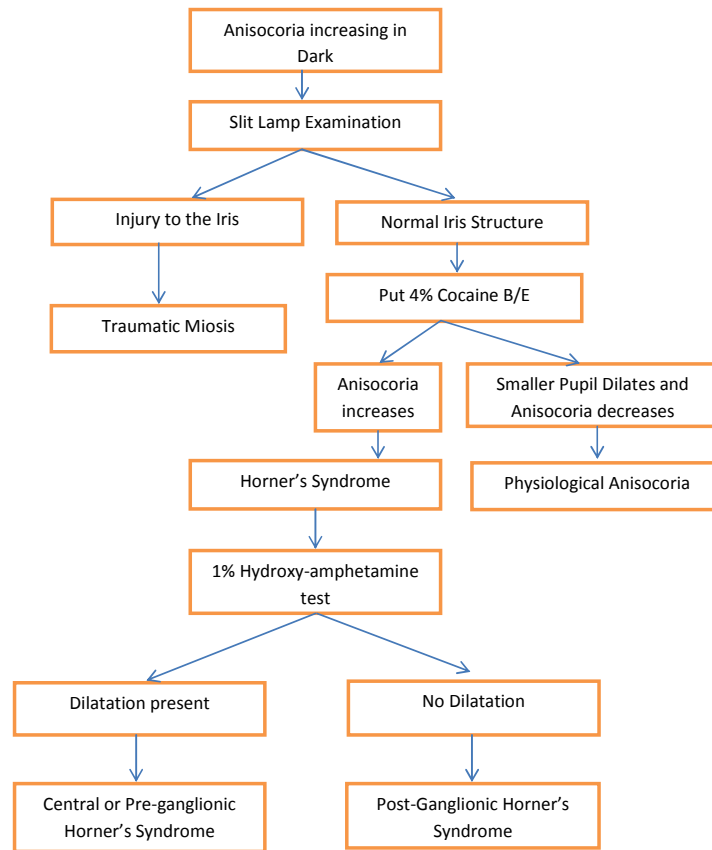 Anisocoria increasing in
Dark
Slit Lamp Examination
Injury to the Iris
Normal Iris Structure
Traumatic Miosis
Put 4% Cocaine B/E
Anisocoria
increases
Smaller Pupil Dilates and
Anisocoria decreases
Horner’s Syndrome
Physiological Anisocoria
1% Hydroxy-amphetamine
test
Dilatation present
No Dilatation
Central or Pre-ganglionic
Horner’s Syndrome
Post-Ganglionic Horner’s
Syndrome